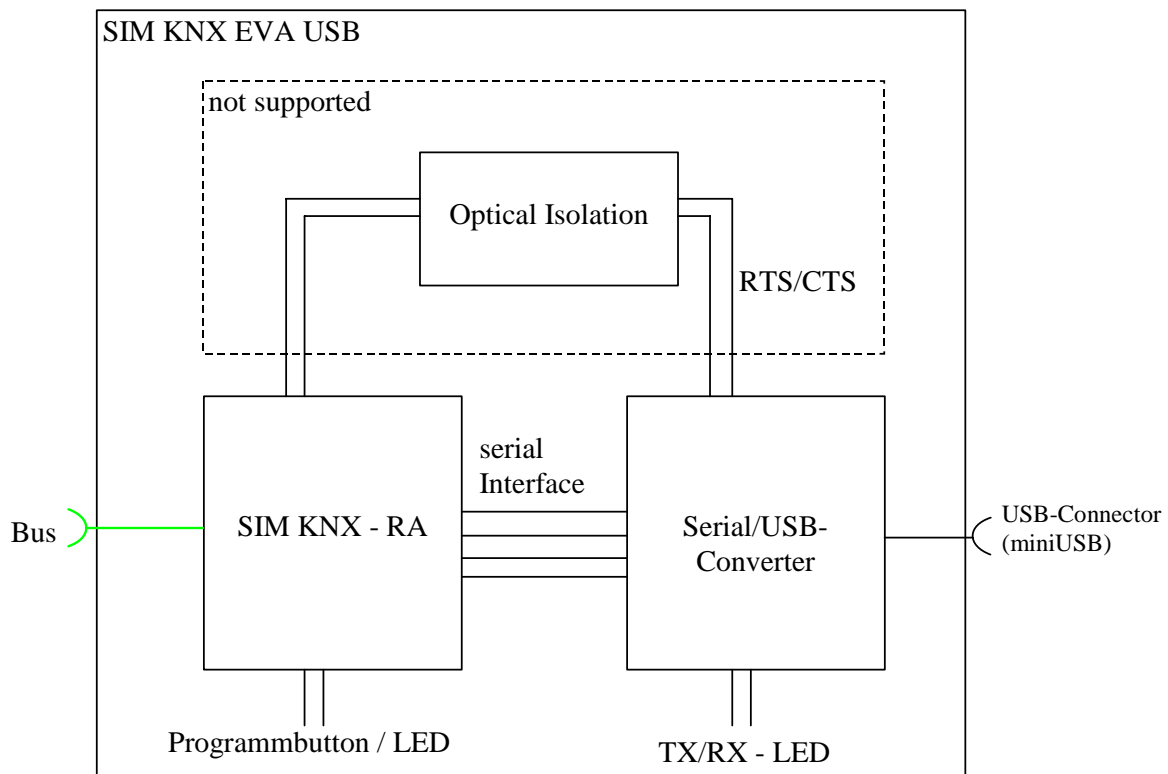 SIM KNX EVA USB
not supported
Optical Isolation
RTS/CTS
serial
Interface
Bus
SIM KNX - RA
Serial/USB-
Converter
USB-Connector
(miniUSB)
Programmbutton / LED
TX/RX - LED